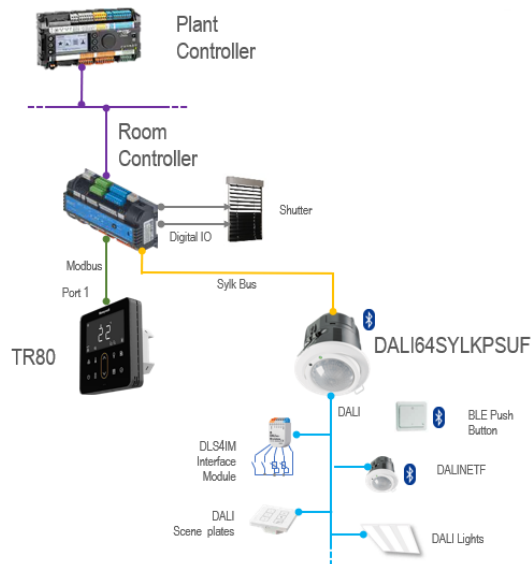 Plant
Controller
Room
Controller
Shutter
Digital IO
Modbus
Sylk Bus
Port 1
22
TR80
DALI64SYLKPSUF
DALI
BLE Push
Button
DLS4IM
Interface
Module
DALINETF
DALI
Scene plates
DALI Lights